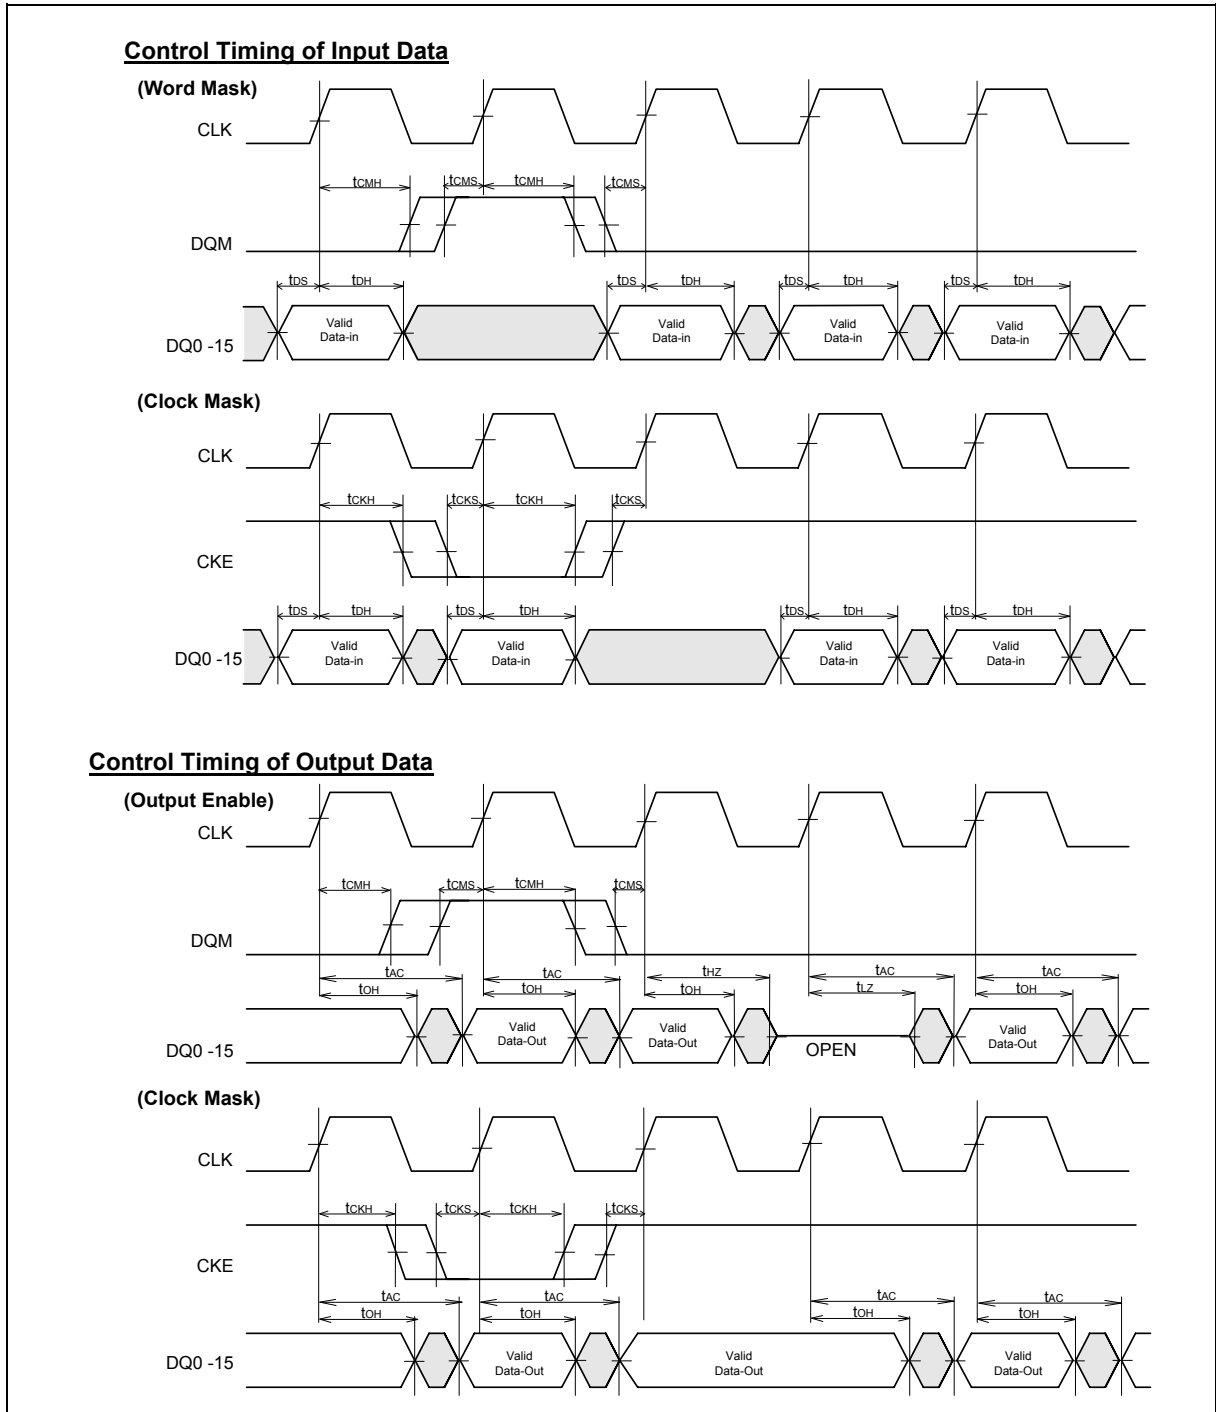 Control Timing of Input Data
(Word Mask)
CLK
tCMH tCMS tCMH tCMS
DQM
tDS tDH tDS tDH tDS tDH tDS tDH
Valid Data-in Valid Data-in Valid Data-in Valid Data-in
DQ0 -15
(Clock Mask)
CLK
tCKH tCKS tCKH tCKS
CKE
tDS tDH tDS tDH tDS tDH tDS tDH
Valid Data-in Valid Data-in Valid Data-in Valid Data-in
DQ0 -15
Control Timing of Output Data
(Output Enable)
CLK
tCMH tCMS tCMH tCMS
DQM
tAC tAC tHZ tAC tAC
tOH tOH tOH tLZ tOH
Valid Data-Out Valid Data-Out Valid Data-Out
DQ0 -15 OPEN
(Clock Mask)
CLK
tCKH tCKS tCKH tCKS
CKE
tAC tAC tAC tAC
tOH tOH tOH tOH
Valid Data-Out Valid Data-Out Valid Data-Out
DQ0 -15